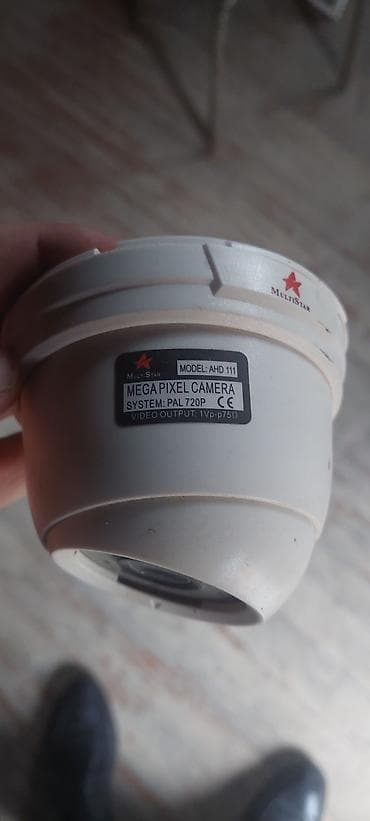 MULTISTAR
MULTISTAR MODEL: AHD 111
MEGA PIXEL CAMERA
SYSTEM: PAL 720P CE
VIDEO OUTPUT: 1Vp-p75Ω